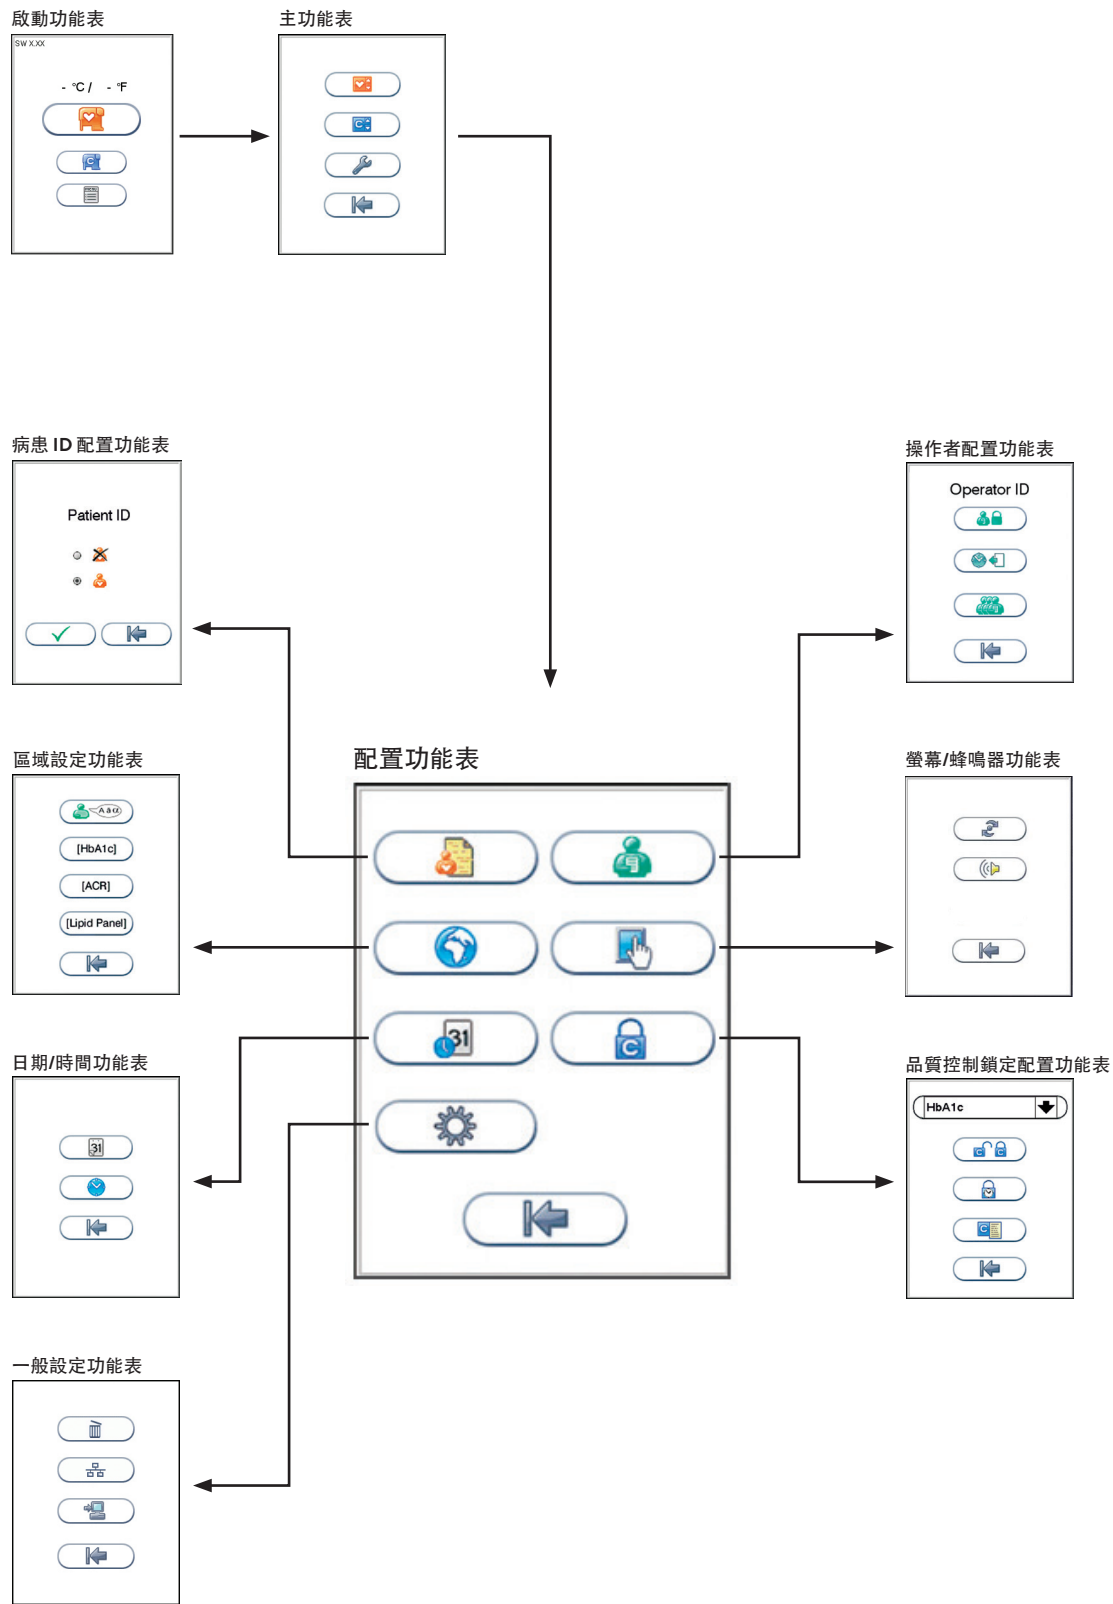 啟動功能表
SW X.XX
- °C / - °F
主功能表
病患 ID 配置功能表
Patient ID
操作者配置功能表
Operator ID
區域設定功能表
A ä α
[HbA1c]
[ACR]
[Lipid Panel]
配置功能表
31
C
螢幕/蜂鳴器功能表
日期/時間功能表
31
品質控制鎖定配置功能表
HbA1c
一般設定功能表